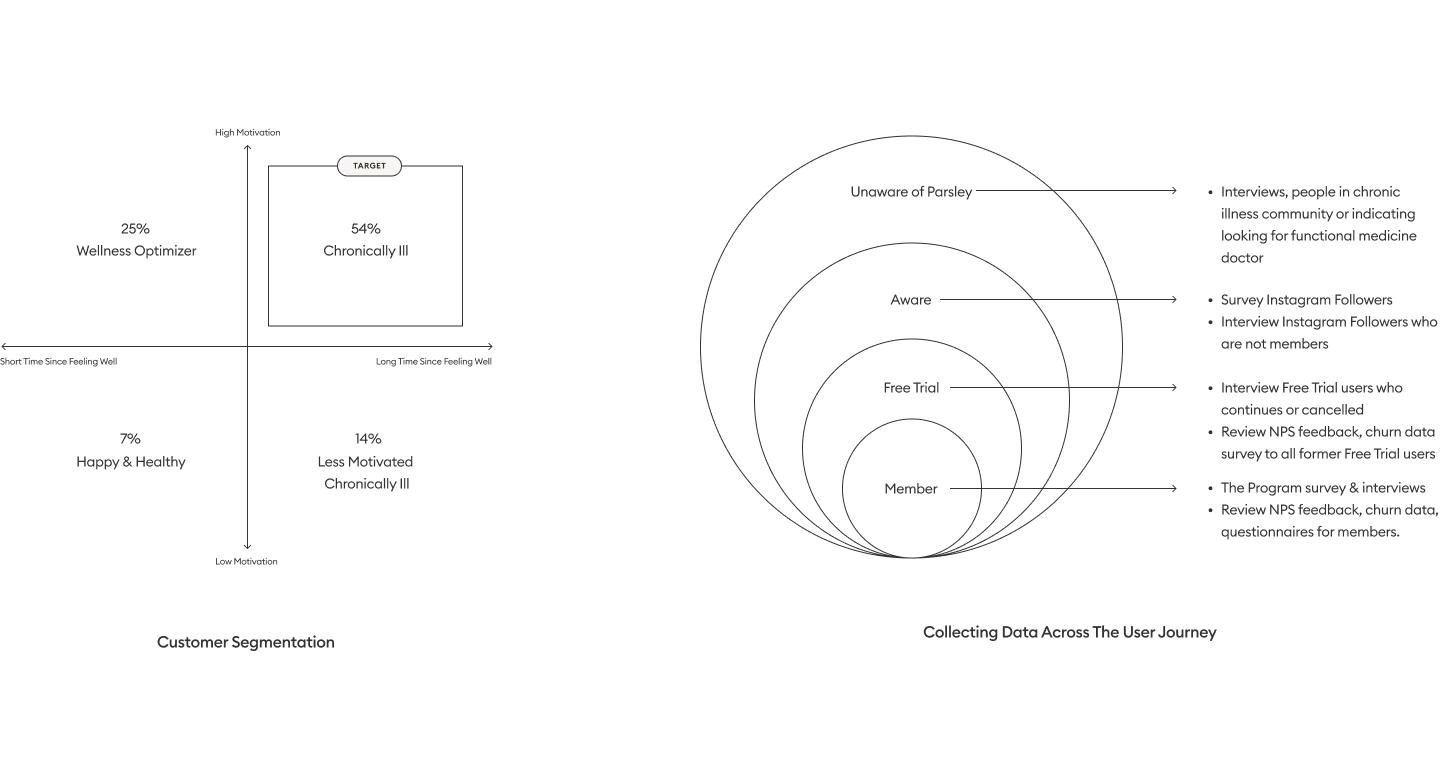 High Motivation
TARGET
25%
Wellness Optimizer
54%
Chronically Ill
Short Time Since Feeling Well
Long Time Since Feeling Well
7%
Happy & Healthy
14%
Less Motivated
Chronically Ill
Low Motivation
Customer Segmentation
Unaware of Parsley
• Interviews, people in chronic
illness community or indicating
looking for functional medicine
doctor
Aware
• Survey Instagram Followers
• Interview Instagram Followers who
are not members
Free Trial
• Interview Free Trial users who
continues or cancelled
• Review NPS feedback, churn data
survey to all former Free Trial users
Member
• The Program survey & interviews
• Review NPS feedback, churn data,
questionnaires for members.
Collecting Data Across The User Journey